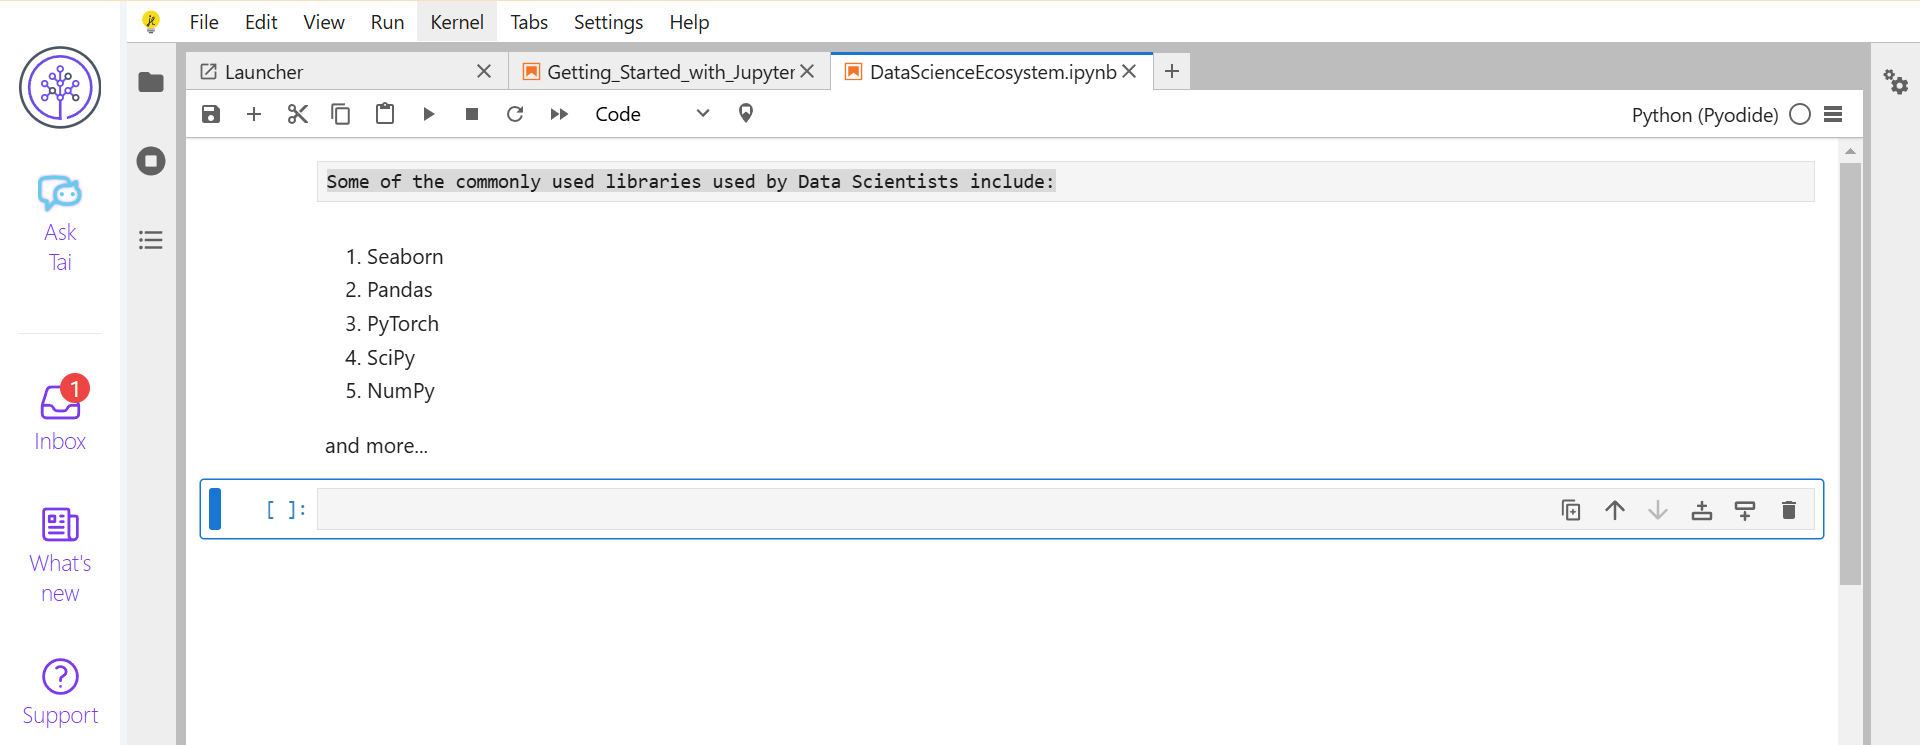 File Edit View Run Kernel Tabs Settings Help
Launcher
Getting_Started_with_Jupyter
DataScienceEcosystem.ipynb
Code
Python (Pyodide)
Ask
Tai
1
Inbox
What's
new
Support
Some of the commonly used libraries used by Data Scientists include:
1. Seaborn
2. Pandas
3. PyTorch
4. SciPy
5. NumPy
and more...
[ ]: